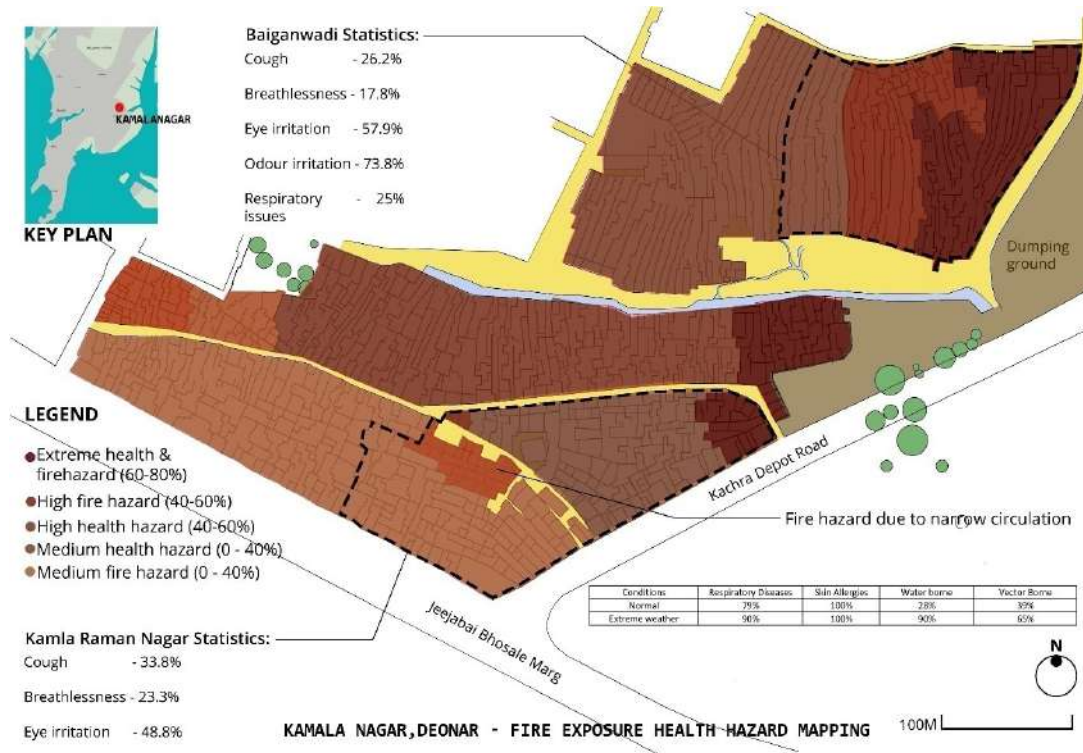 Baiganwadi Statistics:
Cough - 26.2%
Breathlessness - 17.8%
Eye irritation - 57.9%
Odour irritation - 73.8%
Respiratory - 25%
issues
KAMALANAGAR
KEY PLAN
Dumping
ground
LEGEND
Extreme health &
firehazard (60-80%)
High fire hazard (40-60%)
High health hazard (40-60%)
Medium health hazard (0 - 40%)
Medium fire hazard (0 - 40%)
Kachra Depot Road
Fire hazard due to narrow circulation
Conditions Respiratory Diseases Skin Allergies Water borne Vector Borne
Normal 79% 100% 28% 39%
Extreme weather 90% 100% 90% 65%
Jeejabai Bhosale Marg
Kamla Raman Nagar Statistics:
Cough - 33.8%
Breathlessness - 23.3%
Eye irritation - 48.8%
N
KAMALA NAGAR,DEONAR - FIRE EXPOSURE HEALTH HAZARD MAPPING
100M